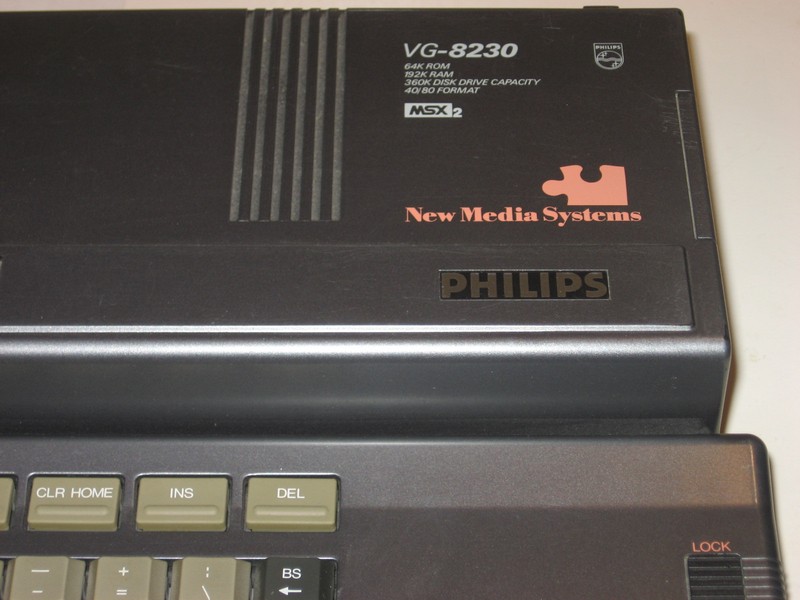 VG-8230
PHILIPS
64K ROM
192K RAM
360K DISK DRIVE CAPACITY
40/80 FORMAT
MSX2
New Media Systems
PHILIPS
CLR HOME INS DEL
LOCK
— + ¦ BS
= \ ←